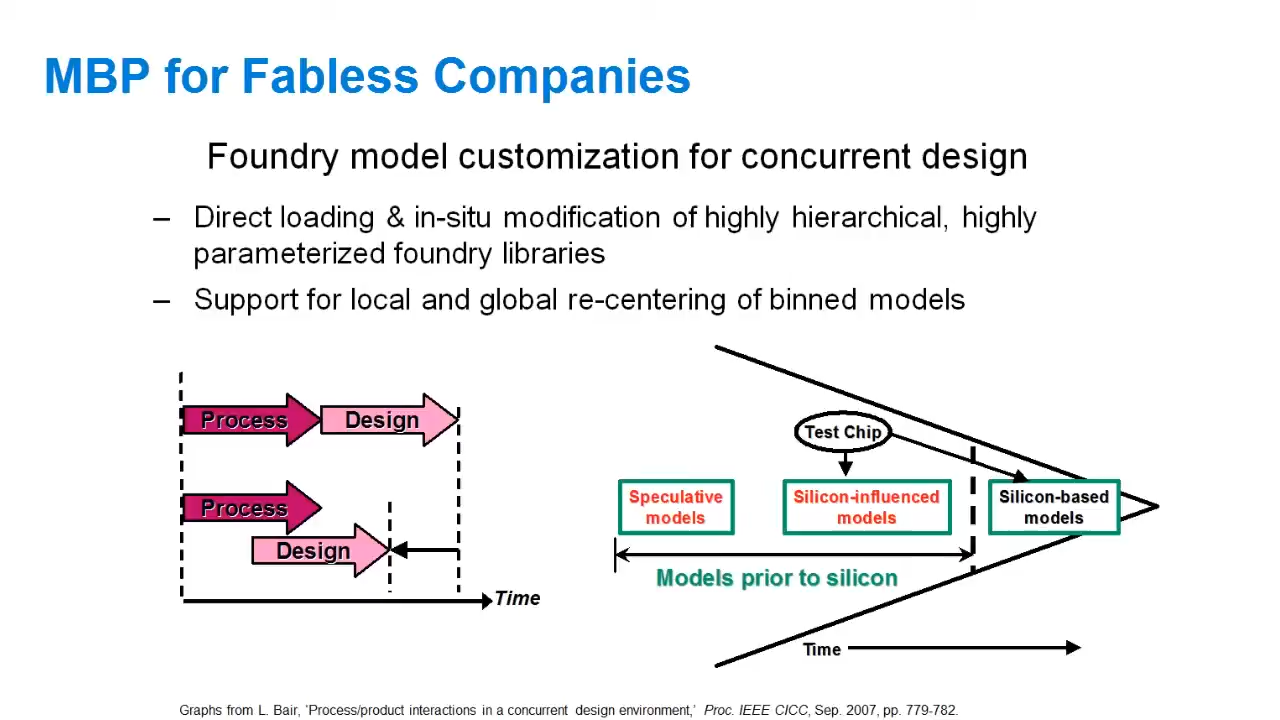 MBP for Fabless Companies
Foundry model customization for concurrent design
– Direct loading & in-situ modification of highly hierarchical, highly
parameterized foundry libraries
– Support for local and global re-centering of binned models
Process
Design
Process
Design
Time
Test Chip
Speculative
models
Silicon-influenced
models
Silicon-based
models
Models prior to silicon
Time
Graphs from L. Bair, 'Process/product interactions in a concurrent design environment,' Proc. IEEE CICC, Sep. 2007, pp. 779-782.